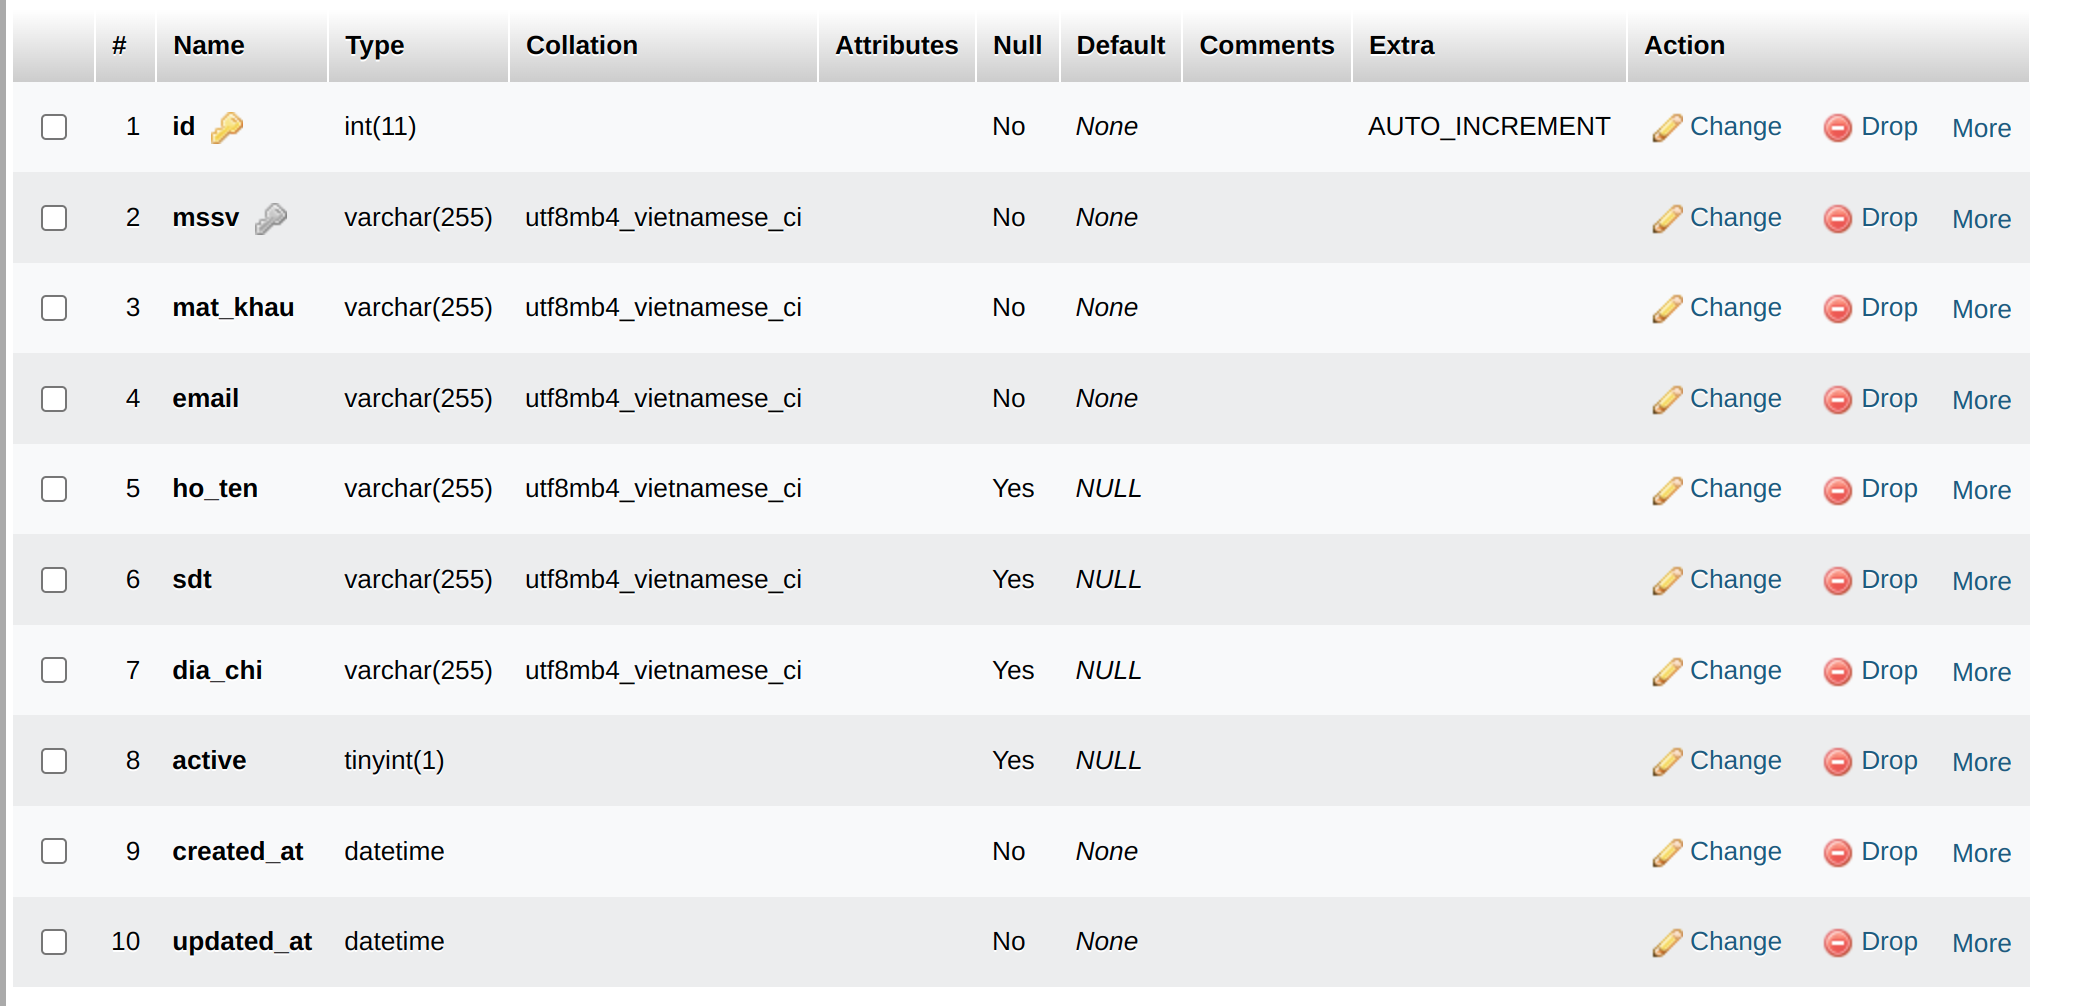 # Name Type Collation Attributes Null Default Comments Extra Action
1 id int(11) No None AUTO_INCREMENT Change Drop More
2 mssv varchar(255) utf8mb4_vietnamese_ci No None Change Drop More
3 mat_khau varchar(255) utf8mb4_vietnamese_ci No None Change Drop More
4 email varchar(255) utf8mb4_vietnamese_ci No None Change Drop More
5 ho_ten varchar(255) utf8mb4_vietnamese_ci Yes NULL Change Drop More
6 sdt varchar(255) utf8mb4_vietnamese_ci Yes NULL Change Drop More
7 dia_chi varchar(255) utf8mb4_vietnamese_ci Yes NULL Change Drop More
8 active tinyint(1) Yes NULL Change Drop More
9 created_at datetime No None Change Drop More
10 updated_at datetime No None Change Drop More